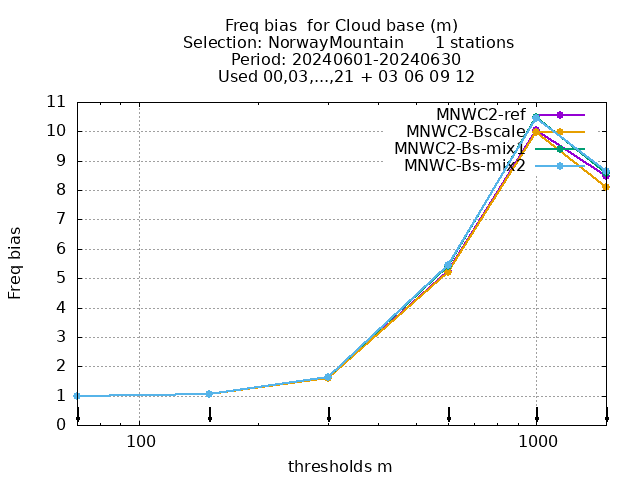 Freq bias  for Cloud base (m)
Selection: NorwayMountain      1 stations
Period: 20240601-20240630
Used 00,03,...,21 + 03 06 09 12
11
10
9
8
7
6
5
4
3
2
1
0
Freq bias
MNWC2-ref
MNWC2-Bscale
MNWC2-Bs-mix1
MNWC-Bs-mix2
100
1000
thresholds m